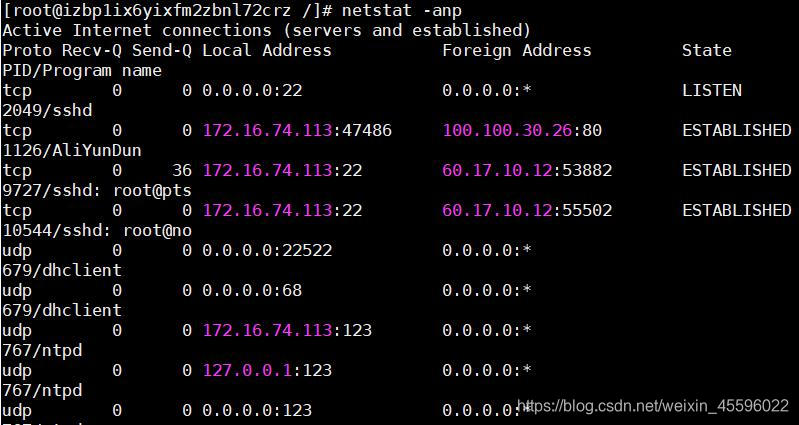 [root@izbp1ix6yixfm2zbnl72crz /]# netstat -anp
Active Internet connections (servers and established)
Proto Recv-Q Send-Q Local Address           Foreign Address         State
PID/Program name
tcp        0      0 0.0.0.0:22              0.0.0.0:*               LISTEN
2049/sshd
tcp        0      0 172.16.74.113:47486     100.100.30.26:80        ESTABLISHED
1126/AliYunDun
tcp        0     36 172.16.74.113:22        60.17.10.12:53882       ESTABLISHED
9727/sshd: root@pts
tcp        0      0 172.16.74.113:22        60.17.10.12:55502       ESTABLISHED
10544/sshd: root@no
udp        0      0 0.0.0.0:22522           0.0.0.0:*
679/dhclient
udp        0      0 0.0.0.0:68              0.0.0.0:*
679/dhclient
udp        0      0 172.16.74.113:123       0.0.0.0:*
767/ntpd
udp        0      0 127.0.0.1:123           0.0.0.0:*
767/ntpd
udp        0      0 0.0.0.0:123             0.0.0.0:*
https://blog.csdn.net/weixin_45596022